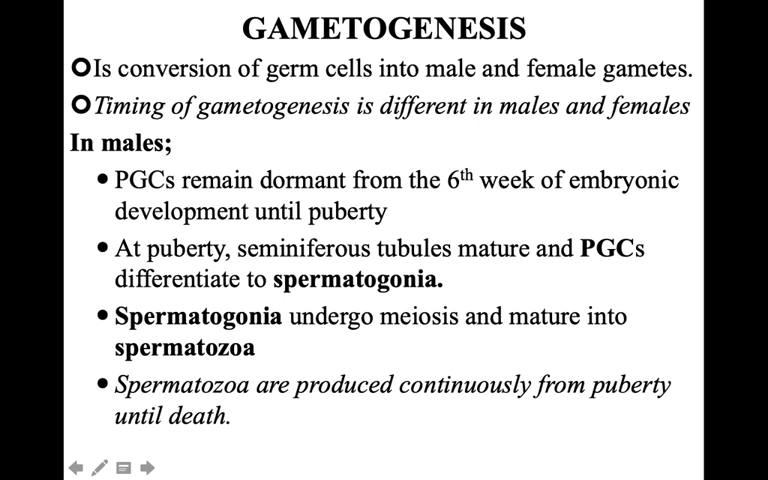 GAMETOGENESIS
Is conversion of germ cells into male and female gametes.
Timing of gametogenesis is different in males and females
In males;
• PGCs remain dormant from the 6th week of embryonic
development until puberty
• At puberty, seminiferous tubules mature and PGCs
differentiate to spermatogonia.
• Spermatogonia undergo meiosis and mature into
spermatozoa
• Spermatozoa are produced continuously from puberty
until death.